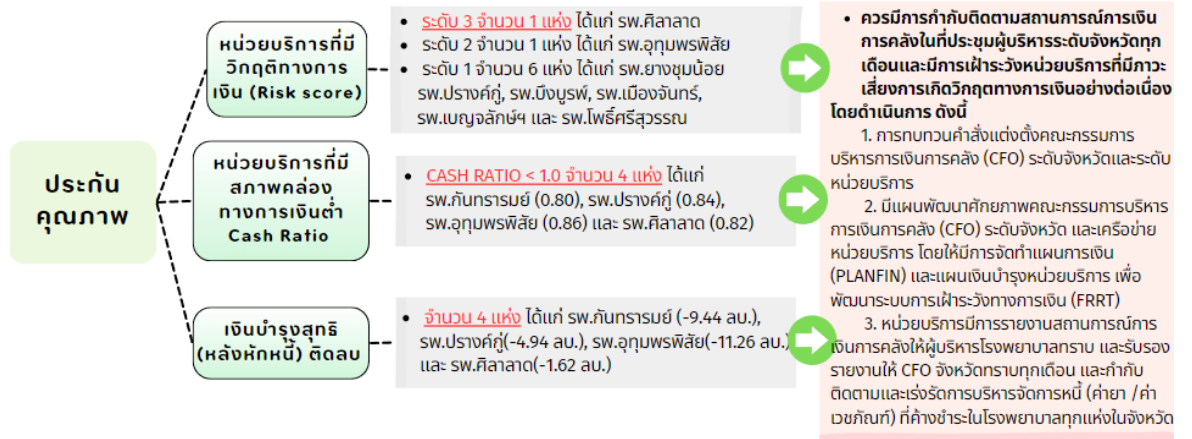 ประกัน
คุณภาพ
หน่วยบริการที่มี
วิกฤติทางการ
เงิน (Risk score)
• ระดับ 3 จำนวน 1 แห่ง ได้แก่ รพ.ศิลาลาด
• ระดับ 2 จำนวน 1 แห่ง ได้แก่ รพ.อุทุมพรพิสัย
• ระดับ 1 จำนวน 6 แห่ง ได้แก่ รพ.ยางชุมน้อย
รพ.ปรางค์กู่, รพ.บึงบูรพ์, รพ.เมืองจันทร์,
รพ.เบญจลักษ์ฯ และ รพ.โพธิ์ศรีสุวรรณ
หน่วยบริการที่มี
สภาพคล่อง
ทางการเงินต่ำ
Cash Ratio
• CASH RATIO < 1.0 จำนวน 4 แห่ง ได้แก่
รพ.กันทรารมย์ (0.80), รพ.ปรางค์กู่ (0.84),
รพ.อุทุมพรพิสัย (0.86) และ รพ.ศิลาลาด (0.82)
เงินบำรุงสุทธิ
(หลังหักหนี้) ติดลบ
• จำนวน 4 แห่ง ได้แก่ รพ.กันทรารมย์ (-9.44 ลบ.),
รพ.ปรางค์กู่(-4.94 ลบ.), รพ.อุทุมพรพิสัย(-11.26 ลบ.)
และ รพ.ศิลาลาด(-1.62 ลบ.)
• ควรมีการกำกับติดตามสถานการณ์การเงิน
การคลังในที่ประชุมผู้บริหารระดับจังหวัดทุก
เดือนและมีการเฝ้าระวังหน่วยบริการที่มีภาวะ
เสี่ยงการเกิดวิกฤตทางการเงินอย่างต่อเนื่อง
โดยดำเนินการ ดังนี้
1. การทบทวนคำสั่งแต่งตั้งคณะกรรมการ
บริหารการเงินการคลัง (CFO) ระดับจังหวัดและระดับ
หน่วยบริการ
2. มีแผนพัฒนาศักยภาพคณะกรรมการบริหาร
การเงินการคลัง (CFO) ระดับจังหวัด และเครือข่าย
หน่วยบริการ โดยให้มีการจัดทำแผนการเงิน
(PLANFIN) และแผนเงินบำรุงหน่วยบริการ เพื่อ
พัฒนาระบบการเฝ้าระวังทางการเงิน (FRRT)
3. หน่วยบริการมีการรายงานสถานการณ์การ
เงินการคลังให้ผู้บริหารโรงพยาบาลทราบ และรับรอง
รายงานให้ CFO จังหวัดทราบทุกเดือน และกำกับ
ติดตามและเร่งรัดการบริหารจัดการหนี้ (ค่ายา /ค่า
เวชภัณฑ์) ที่ค้างชำระในโรงพยาบาลทุกแห่งในจังหวัด